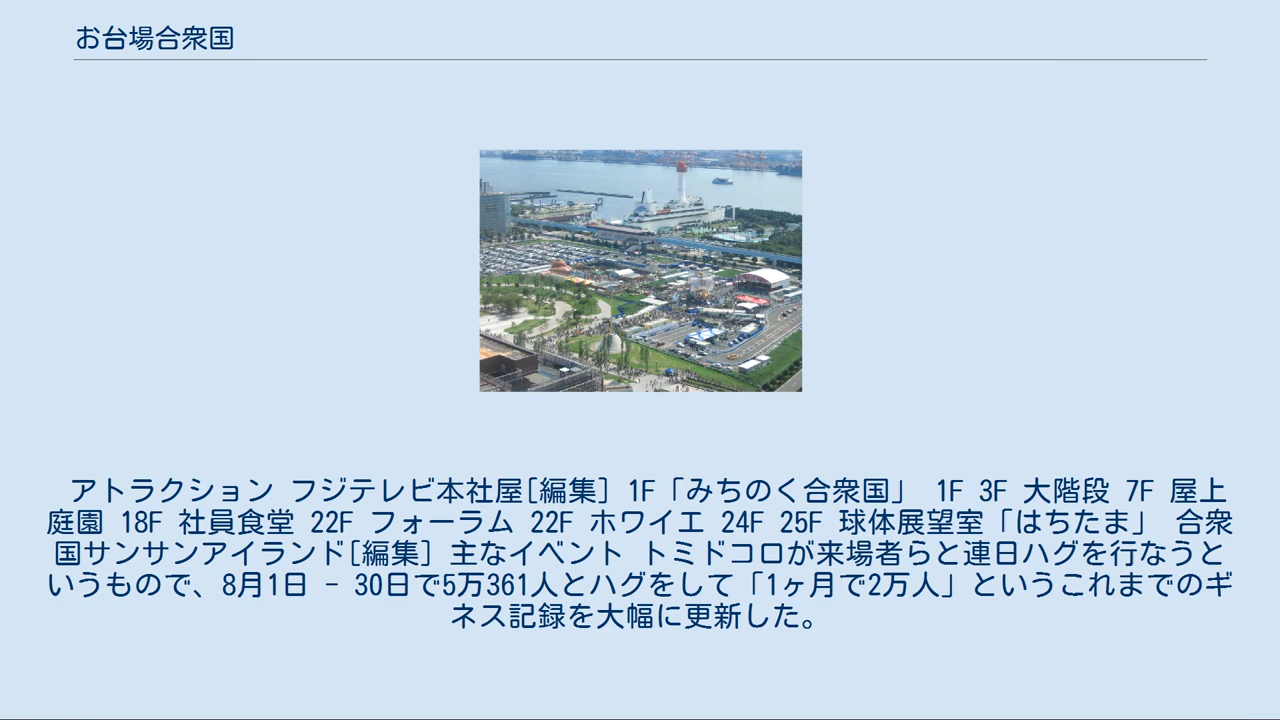 お台場合衆国
アトラクション フジテレビ本社屋[編集] 1F「みちのく合衆国」 1F 3F 大階段 7F 屋上
庭園 18F 社員食堂 22F フォーラム 22F ホワイエ 24F 25F 球体展望室「はちたま」 合衆
国サンサンアイランド[編集] 主なイベント トミドコロが来場者らと連日ハグを行なうと
いうもので、8月1日 - 30日で5万361人とハグをして「1ヶ月で2万人」というこれまでのギ
ネス記録を大幅に更新した。